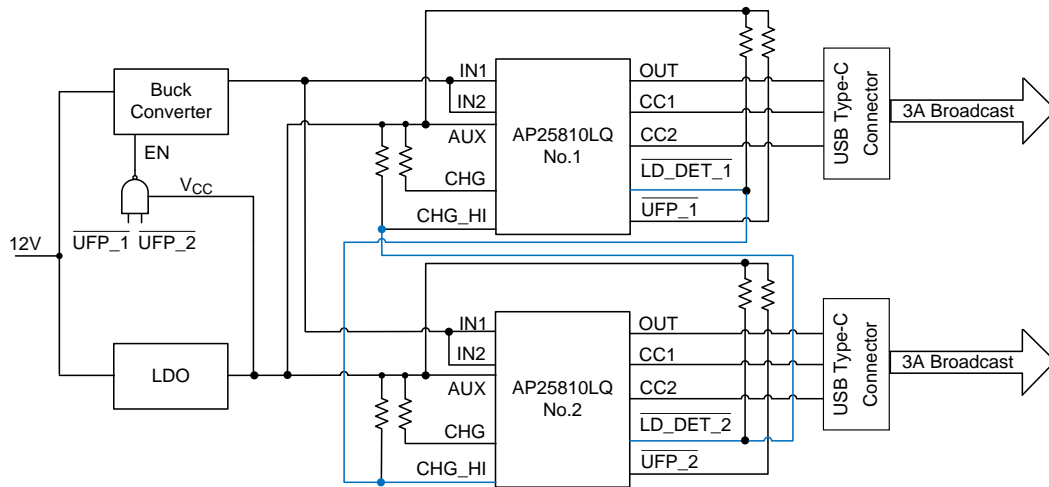 Buck
Converter
EN
VCC
UFP_1 UFP_2
12V
LDO
IN1
IN2
AUX
CHG
CHG_HI
AP25810LQ
No.1
OUT
CC1
CC2
LD_DET_1
UFP_1
USB Type-C
Connector
3A Broadcast
IN1
IN2
AUX
CHG
CHG_HI
AP25810LQ
No.2
OUT
CC1
CC2
LD_DET_2
UFP_2
USB Type-C
Connector
3A Broadcast